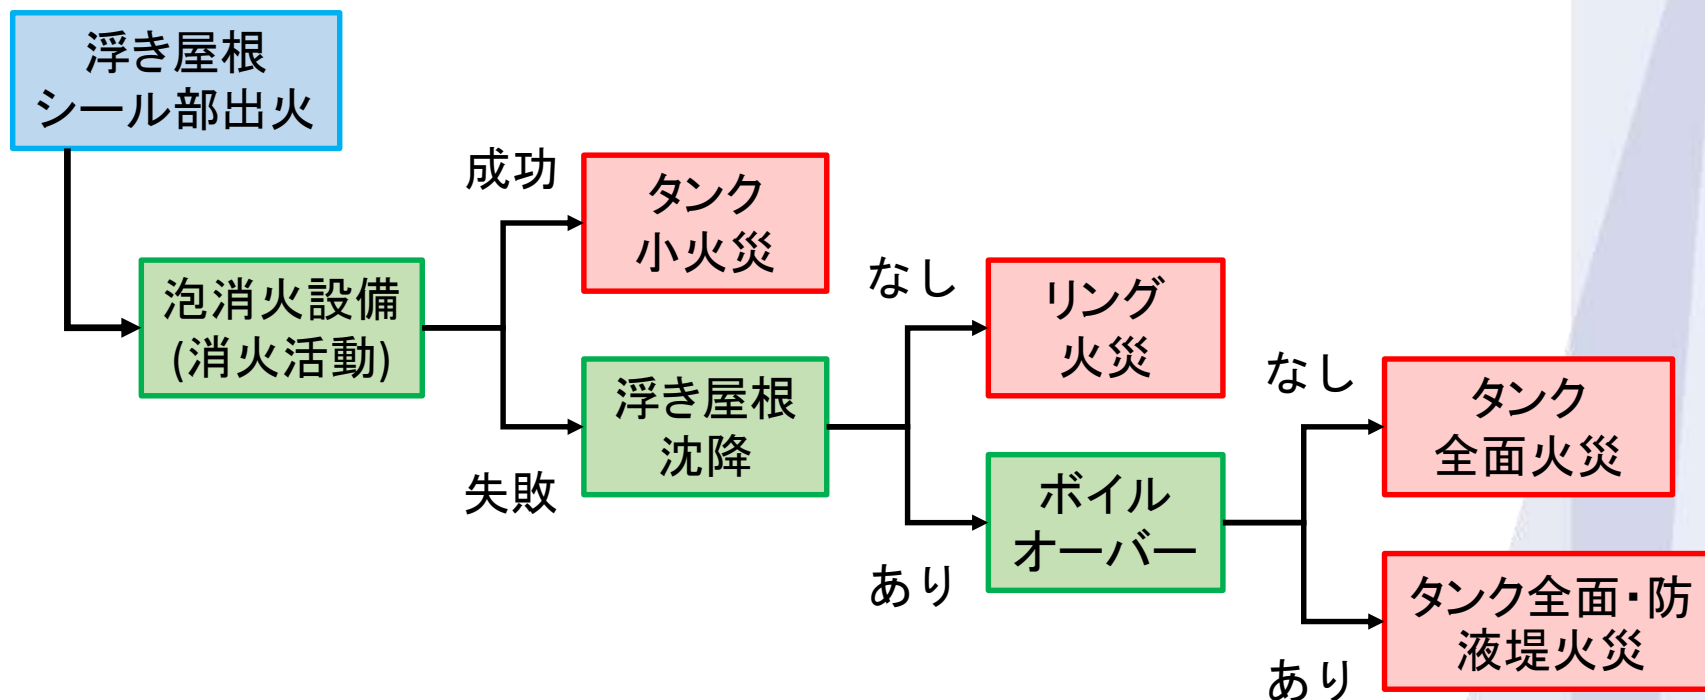 浮き屋根
シール部出火
成功
タンク
小火災
泡消火設備
(消火活動)
失敗
浮き屋根
沈降
なし
リング
火災
あり
ボイル
オーバー
なし
タンク
全面火災
あり
タンク全面・防
液堤火災